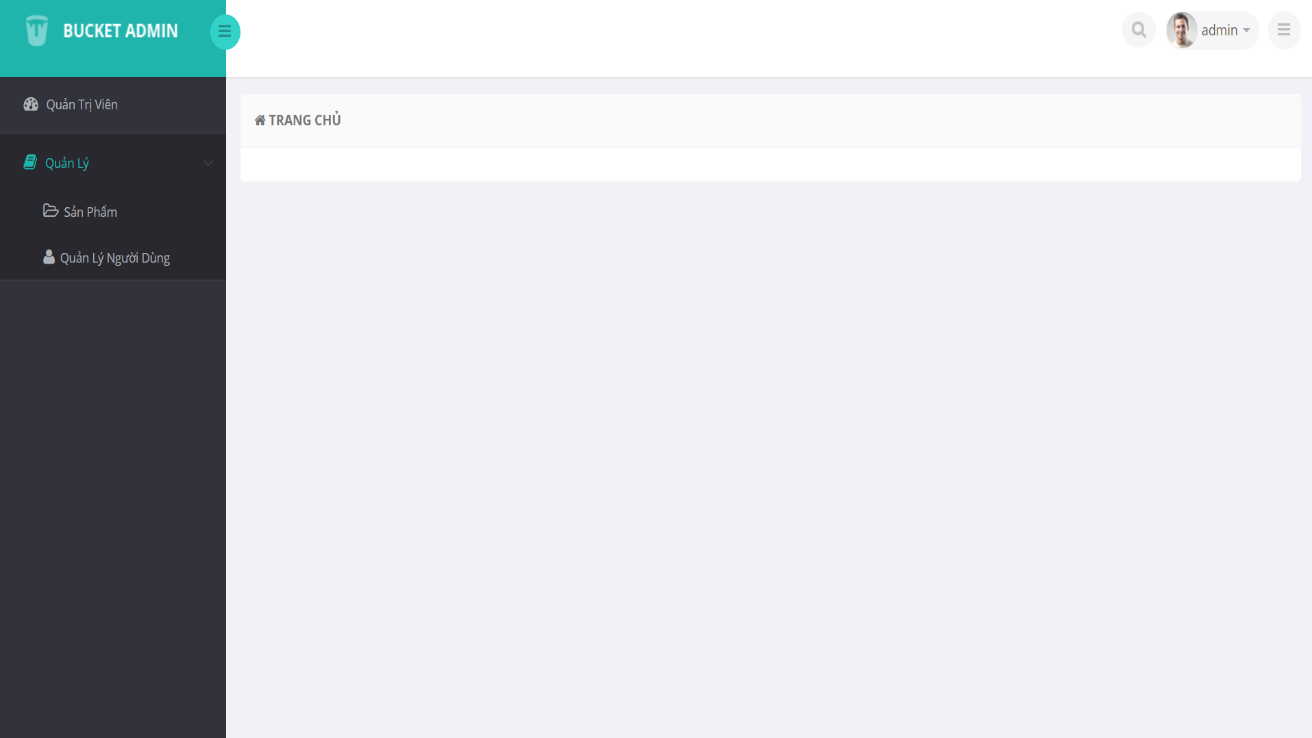 BUCKET ADMIN
admin
Quản Trị Viên
TRANG CHỦ
Quản Lý
Sản Phẩm
Quản Lý Người Dùng